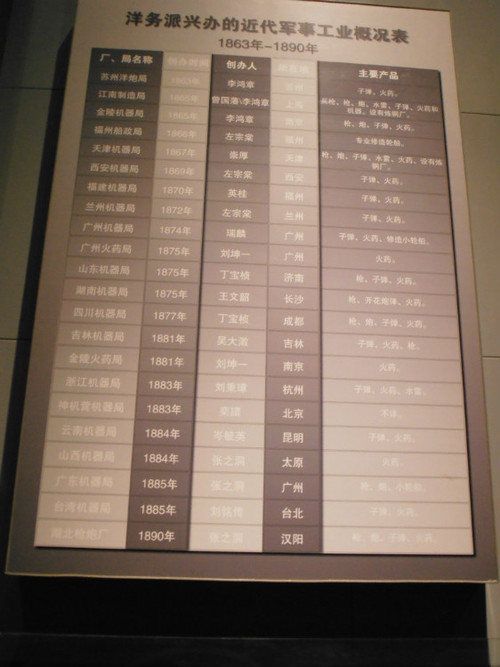 洋务派兴办的近代军事工业概况表
1863年-1890年
厂、局名称 创办时间 创办人 所在地 主要产品
苏州洋炮局 1863年 李鸿章 苏州 子弹、火药。
江南制造局 1865年 曾国藩\李鸿章 上海 兵轮、枪、炮、水雷、子弹、火药和机器、设有炼钢厂。
金陵机器局 1865年 李鸿章 南京 枪、炮、子弹、火药。
福州船政局 1866年 左宗棠 福州 专业修造轮船。
天津机器局 1867年 崇厚 天津 枪、炮、子弹、水雷、火药、设有炼钢厂。
西安机器局 1869年 左宗棠 西安 子弹、火药。
福建机器局 1870年 英桂 福州 子弹、火药。
兰州机器局 1872年 左宗棠 兰州 子弹、火药。
广州机器局 1874年 瑞麟 广州 子弹、火药、修造小轮船。
广州火药局 1875年 刘坤一 广州 火药。
山东机器局 1875年 丁宝桢 济南 枪、子弹、火药。
湖南机器局 1875年 王文韶 长沙 枪、开花炮弹、火药。
四川机器局 1877年 丁宝桢 成都 枪、炮、子弹、火药。
吉林机器局 1881年 吴大澂 吉林 子弹、火药、枪。
金陵火药局 1881年 刘坤一 南京 火药。
浙江机器局 1883年 刘秉璋 杭州 子弹、火药、水雷。
神机营机器局 1883年 奕譞 北京 不详。
云南机器局 1884年 岑毓英 昆明 子弹、火药。
山西机器局 1884年 张之洞 太原 火药。
广东机器局 1885年 张之洞 广州 枪、炮、小轮船。
台湾机器局 1885年 刘铭传 台北 子弹、火药。
湖北枪炮厂 1890年 张之洞 汉阳 枪、炮、子弹、火药。